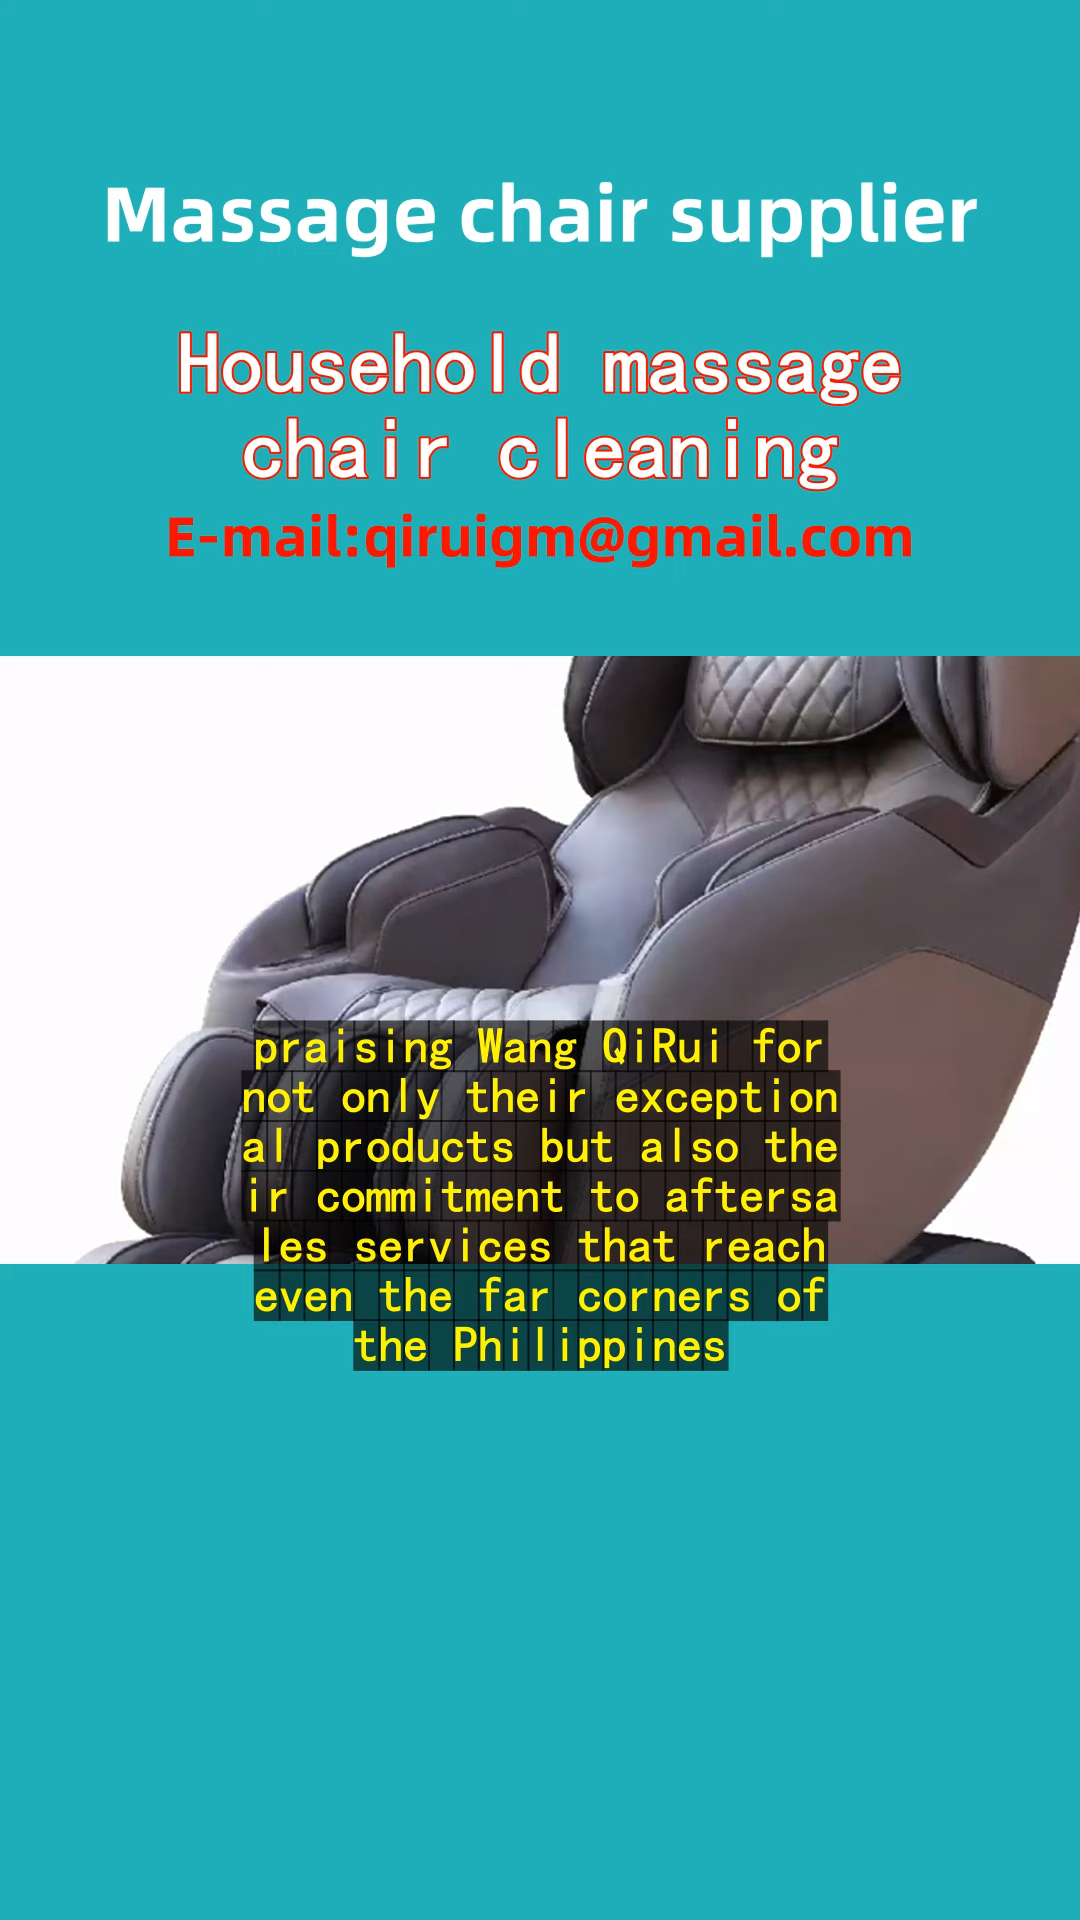 Massage chair supplier
Household massage
chair cleaning
E-mail:qiruigm@gmail.com
praising Wang QiRui for
not only their exception
al products but also the
ir commitment to aftersa
les services that reach
even the far corners of
the Philippines